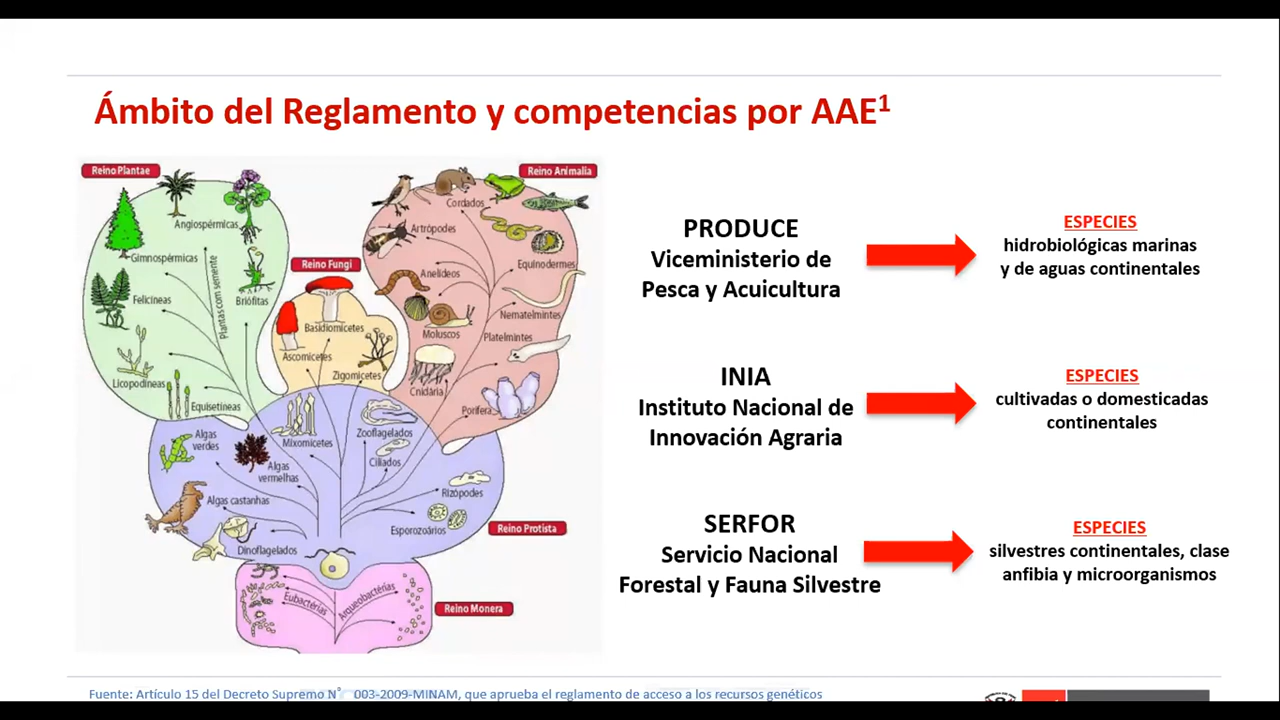 Ámbito del Reglamento y competencias por AAE1
Reino Plantae
Angiospérmicas
Gimnospérmicas
Plantas com semente
Felicíneas
Briófitas
Licopodíneas
Equisetíneas
Reino Fungi
Basidiomicetes
Ascomicetes
Zigomicetes
Reino Animalia
Cordados
Artrópodes
Equinodermes
Anelídeos
Nematelmintes
Moluscos
Platelmintes
Cnidaria
Porifera
Algas
verdes
Mixomicetes
Zooflagelados
Algas
vermelhas
Ciliados
Algas castanhas
Rizópodes
Esporozoários
Reino Protista
Dinoflagelados
Eubactérias
Arqueobactérias
Reino Monera
PRODUCE
Viceministerio de
Pesca y Acuicultura
ESPECIES
hidrobiológicas marinas
y de aguas continentales
INIA
Instituto Nacional de
Innovación Agraria
ESPECIES
cultivadas o domesticadas
continentales
SERFOR
Servicio Nacional
Forestal y Fauna Silvestre
ESPECIES
silvestres continentales, clase
anfibia y microorganismos
Fuente: Artículo 15 del Decreto Supremo N° 003-2009-MINAM, que aprueba el reglamento de acceso a los recursos genéticos